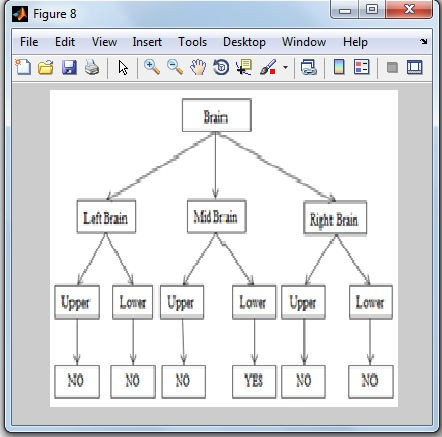 Figure 8
File Edit View Insert Tools Desktop Window Help
Brain
Left Brain Mid Brain Right Brain
Upper Lower Upper Lower Upper Lower
NO NO NO YES NO NO